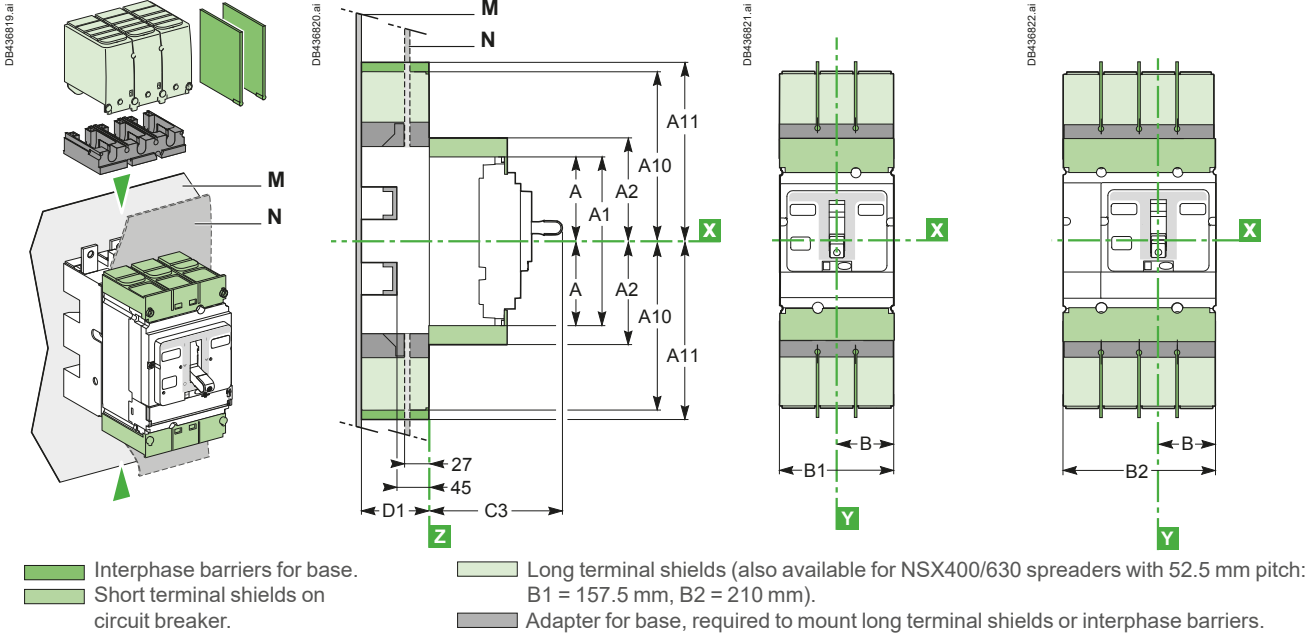 DB436819.ai
M
N
DB436820.ai
M
N
A11
A10
A2
A
A1
X
A
A2
A10
A11
27
45
D1
C3
Z
DB436821.ai
X
B
B1
Y
DB436822.ai
X
B
B2
Y
Interphase barriers for base.
Short terminal shields on
circuit breaker.
Long terminal shields (also available for NSX400/630 spreaders with 52.5 mm pitch:
B1 = 157.5 mm, B2 = 210 mm).
Adapter for base, required to mount long terminal shields or interphase barriers.